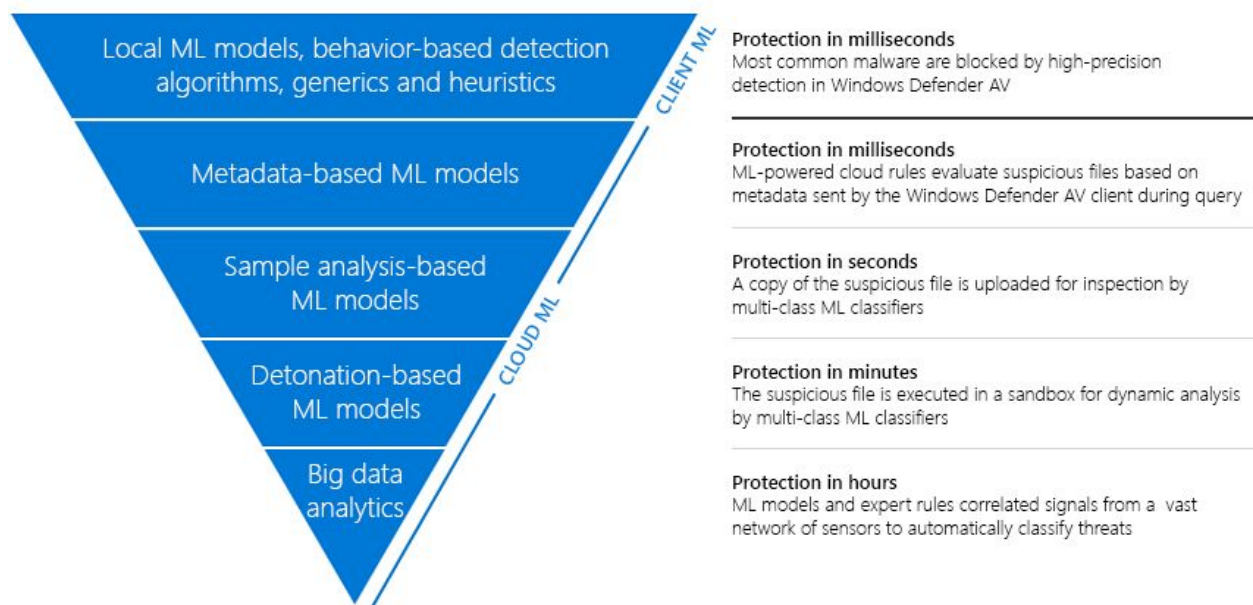 Local ML models, behavior-based detection
algorithms, generics and heuristics
CLIENT ML
Protection in milliseconds
Most common malware are blocked by high-precision
detection in Windows Defender AV
Metadata-based ML models
Protection in milliseconds
ML-powered cloud rules evaluate suspicious files based on
metadata sent by the Windows Defender AV client during query
Sample analysis-based
ML models
CLOUD ML
Protection in seconds
A copy of the suspicious file is uploaded for inspection by
multi-class ML classifiers
Detonation-based
ML models
Protection in minutes
The suspicious file is executed in a sandbox for dynamic analysis
by multi-class ML classifiers
Big data
analytics
Protection in hours
ML models and expert rules correlated signals from a vast
network of sensors to automatically classify threats